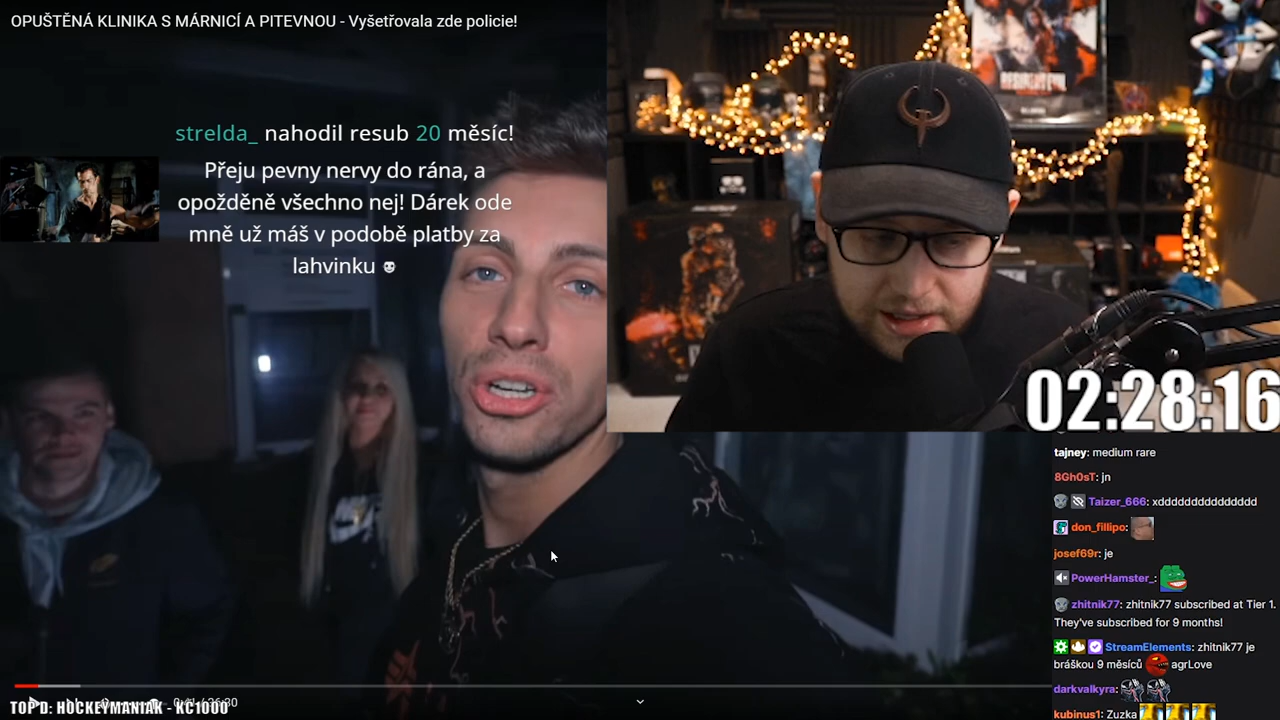 OPUŠTĚNÁ KLINIKA S MÁRNICÍ A PITEVNOU - Vyšetřovala zde policie!
strelda_ nahodil resub 20 měsíc!
Přeju pevny nervy do rána, a
opožděně všechno nej! Dárek ode
mně už máš v podobě platby za
lahvinku
RESIDENT EVIL
02:28:16
tajney: medium rare
8Gh0sT: jn
Taizer_666: xddddddddddddddd
don_fillipo:
josef69r: je
PowerHamster_:
zhitnik77: zhitnik77 subscribed at Tier 1.
They've subscribed for 9 months!
StreamElements: zhitnik77 je
bráškou 9 měsíců agrLove
darkvalkyra:
kubinus1: Zuzka
TOP D: HOCKEYMANIAK - KC1000